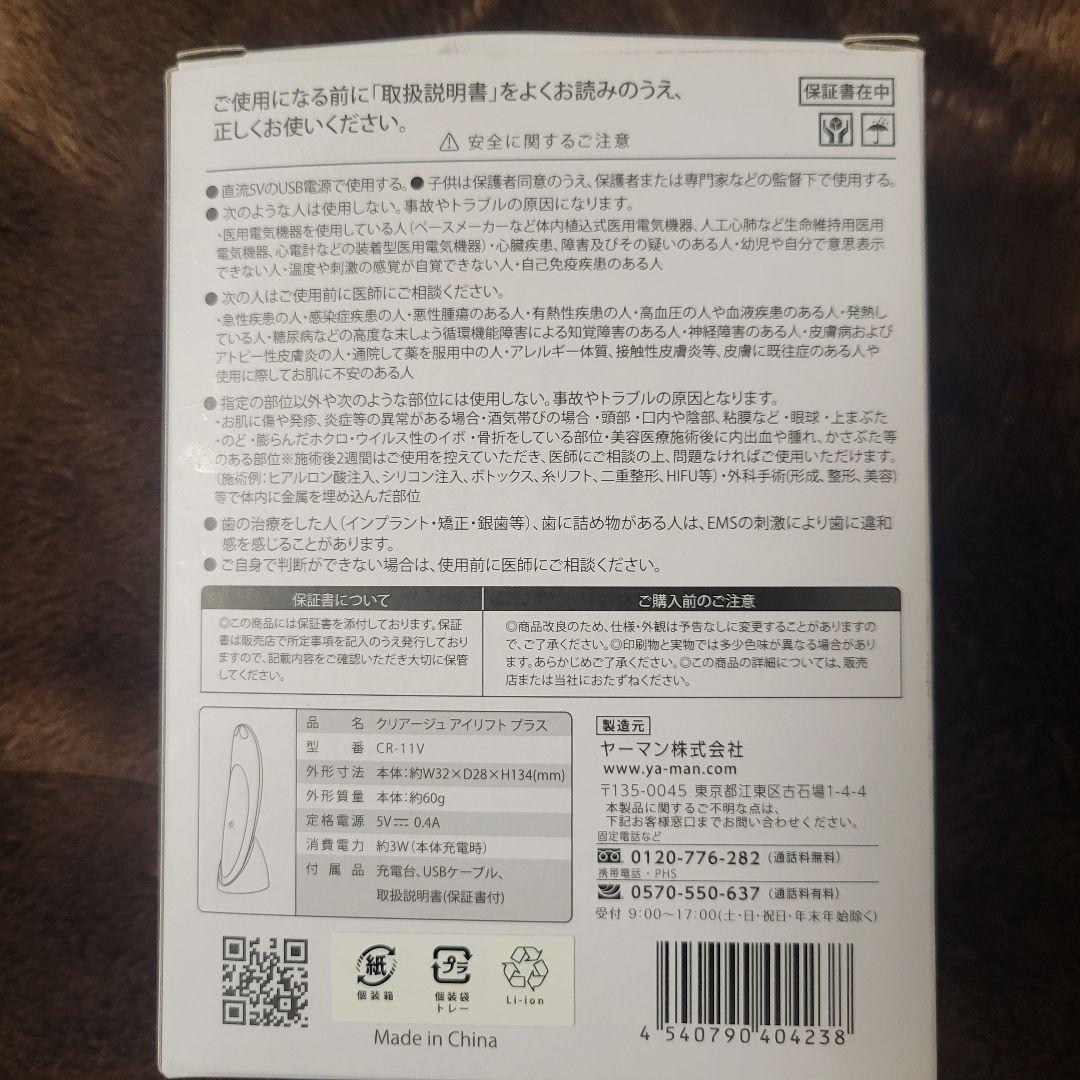 ご使用になる前に「取扱説明書」をよくお読みのうえ、
正しくお使いください。
保証書在中
⚠ 安全に関するご注意
●直流5VのUSB電源で使用する。●子供は保護者同意のうえ、保護者または専門家などの監督下で使用する。
●次のような人は使用しない。事故やトラブルの原因になります。
・医用電気機器を使用している人(ペースメーカーなど体内植込式医用電気機器、人工心肺など生命維持用医用
電気機器、心電計などの装着型医用電気機器)・心臓疾患、障害及びその疑いのある人・幼児や自分で意思表示
できない人・温度や刺激の感覚が自覚できない人・自己免疫疾患のある人
●次の人はご使用前に医師にご相談ください。
・急性疾患の人・感染症疾患の人・悪性腫瘍のある人・有熱性疾患の人・高血圧の人や血液疾患のある人・発熱し
ている人・糖尿病などの高度な末しょう循環機能障害による知覚障害のある人・神経障害のある人・皮膚病および
アトピー性皮膚炎の人・通院して薬を服用中の人・アレルギー体質、接触性皮膚炎等、皮膚に既往症のある人や
使用に際してお肌に不安のある人
●指定の部位以外や次のような部位には使用しない。事故やトラブルの原因となります。
・お肌に傷や発疹、炎症等の異常がある場合・酒気帯びの場合・頭部・口内や陰部、粘膜など・眼球・上まぶた
・のど・膨らんだホクロ・ウイルス性のイボ・骨折をしている部位・美容医療施術後に内出血や腫れ、かさぶた等
のある部位※施術後2週間はご使用を控えていただき、医師にご相談の上、問題なければご使用いただけます。
(施術例:ヒアルロン酸注入、シリコン注入、ボトックス、糸リフト、二重整形、HIFU等)・外科手術(形成、整形、美容)
等で体内に金属を埋め込んだ部位
●歯の治療をした人(インプラント・矯正・銀歯等)、歯に詰め物がある人は、EMSの刺激により歯に違和
感を感じることがあります。
●ご自身で判断ができない場合は、使用前に医師にご相談ください。
保証書について
◎この商品には保証書を添付しております。保証
書は販売店で所定事項を記入のうえ発行しており
ますので、記載内容をご確認いただき大切に保管
してください。
ご購入前のご注意
◎商品改良のため、仕様・外観は予告なしに変更することがありますの
で、ご了承ください。◎印刷物と実物では多少色味が異なる場合があり
ます。あらかじめご了承ください。◎この商品の詳細については、販売
店または当社におたずねください。
品名 クリアージュ アイリフト プラス
型番 CR-11V
外形寸法 本体:約W32×D28×H134(mm)
外形質量 本体:約60g
定格電源 5V⎓ 0.4A
消費電力 約3W(本体充電時)
付属品 充電台、USBケーブル、
取扱説明書(保証書付)
製造元
ヤーマン株式会社
www.ya-man.com
〒135-0045 東京都江東区古石場1-4-4
本製品に関するご不明な点は、
下記お客様窓口までお問い合わせください。
固定電話など
0120-776-282(通話料無料)
携帯電話・PHS
0570-550-637(通話料有料)
受付 9:00〜17:00(土・日・祝日・年末年始除く)
紙
個装箱
プラ
個装袋
トレー
Li-ion
Made in China
4 540790 404238